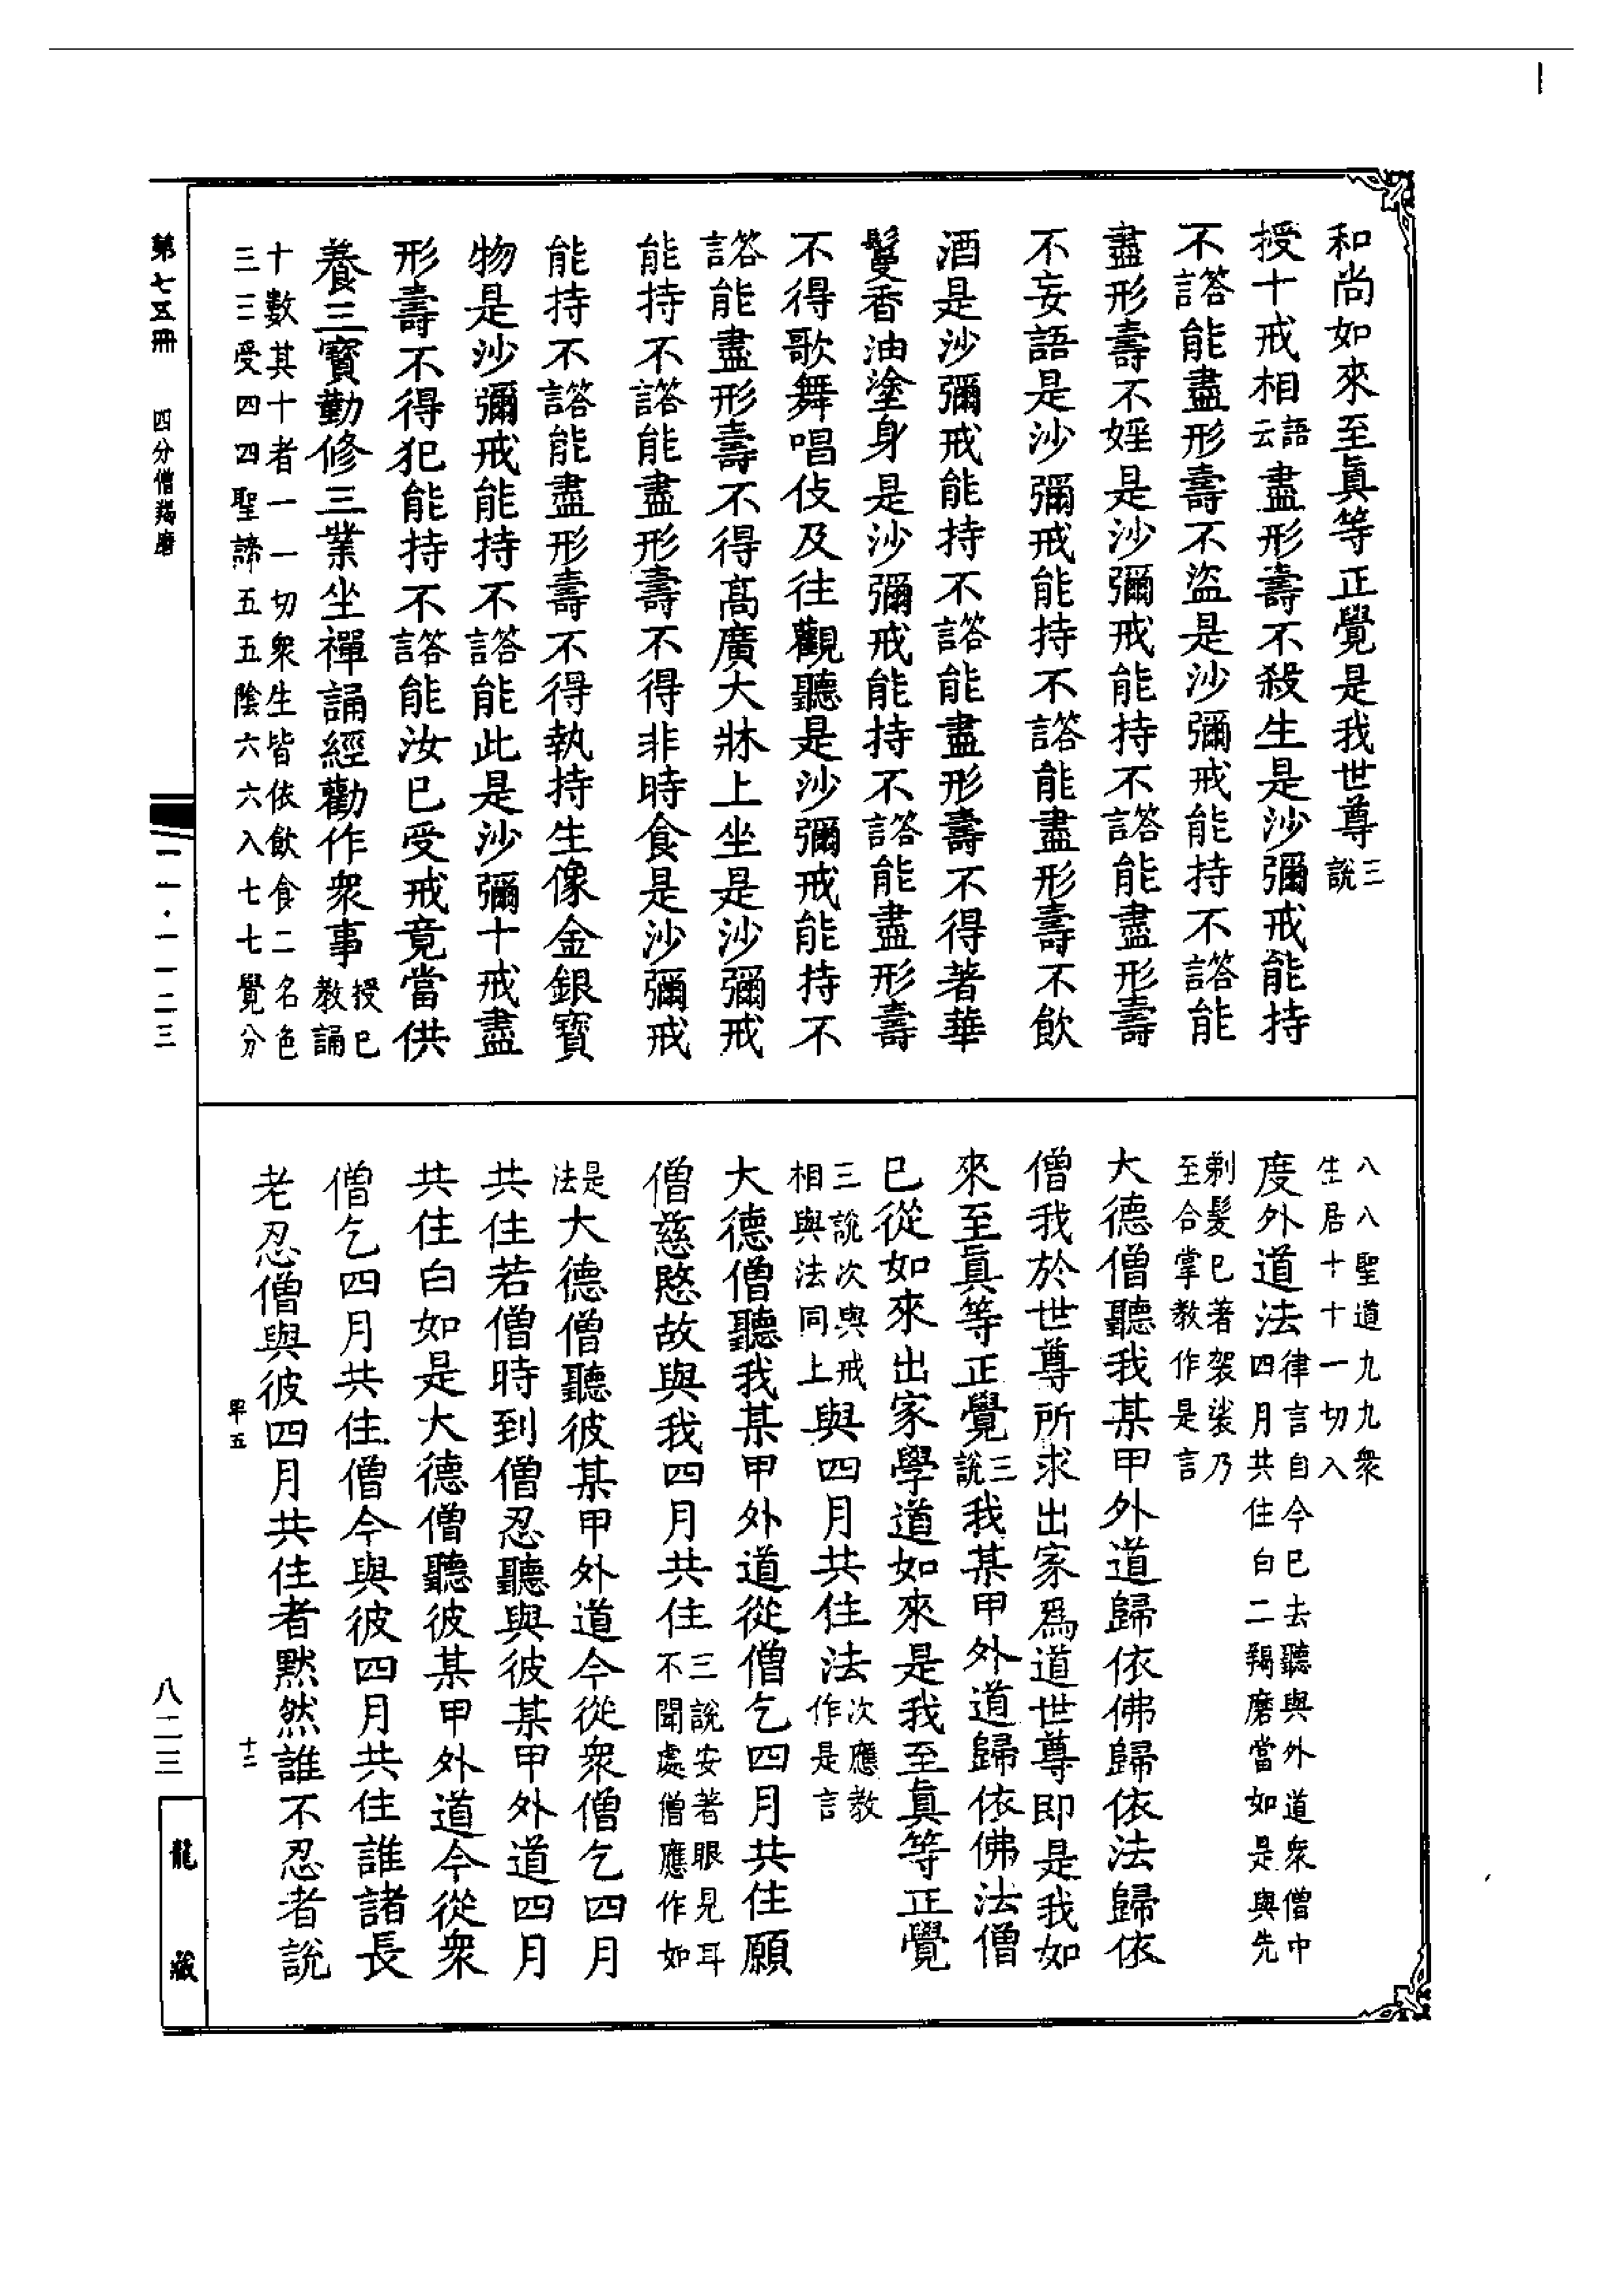 和尚如來至眞等正覺是我世尊三說
授十戒相語云盡形壽不殺生是沙彌戒能持
不諮能盡形壽不盜是沙彌戒能持不諮能
盡形壽不婬是沙彌戒能持不諮能盡形壽
不妄語是沙彌戒能持不諮能盡形壽不飲
酒是沙彌戒能持不諮能盡形壽不得著華
鬘香油塗身是沙彌戒能持不諮能盡形壽
不得歌舞唱伎及往觀聽是沙彌戒能持不
諮能盡形壽不得高廣大牀上坐是沙彌戒
能持不諮能盡形壽不得非時食是沙彌戒
能持不諮能盡形壽不得執持生像金銀寶
物是沙彌戒能持不諮能此是沙彌十戒盡
形壽不得犯能持不諮能汝已受戒竟當供
養三寶勤修三業坐禪誦經勸作衆事授已教誦
十數其十者一一切衆生皆依飲食二名色
三三受四四聖諦五五陰六六入七七覺分
八八聖道九九衆
生居十十一切入
度外道法律言自今已去聽與外道衆僧中
四月共住白二羯磨當如是與先
剃髮已著袈裟乃
至合掌教作是言
大德僧聽我某甲外道歸依佛歸依法歸依
僧我於世尊所求出家爲道世尊即是我如
來至眞等正覺三說我某甲外道歸依佛法僧
已從如來出家學道如來是我至眞等正覺
三說次與戒相與法同上與四月共住法次應教作是言
大德僧聽我某甲外道從僧乞四月共住願
僧慈愍故與我四月共住三說安著眼見耳不聞處僧應作如
是法大德僧聽彼某甲外道今從衆僧乞四月
共住若僧時到僧忍聽與彼某甲外道四月
共住白如是大德僧聽彼某甲外道今從衆
僧乞四月共住僧今與彼四月共住誰諸長
老忍僧與彼四月共住者默然誰不忍者說
卑五
十二
第七五冊
四分僧羯磨
一一·一一二三
八二三
龍藏